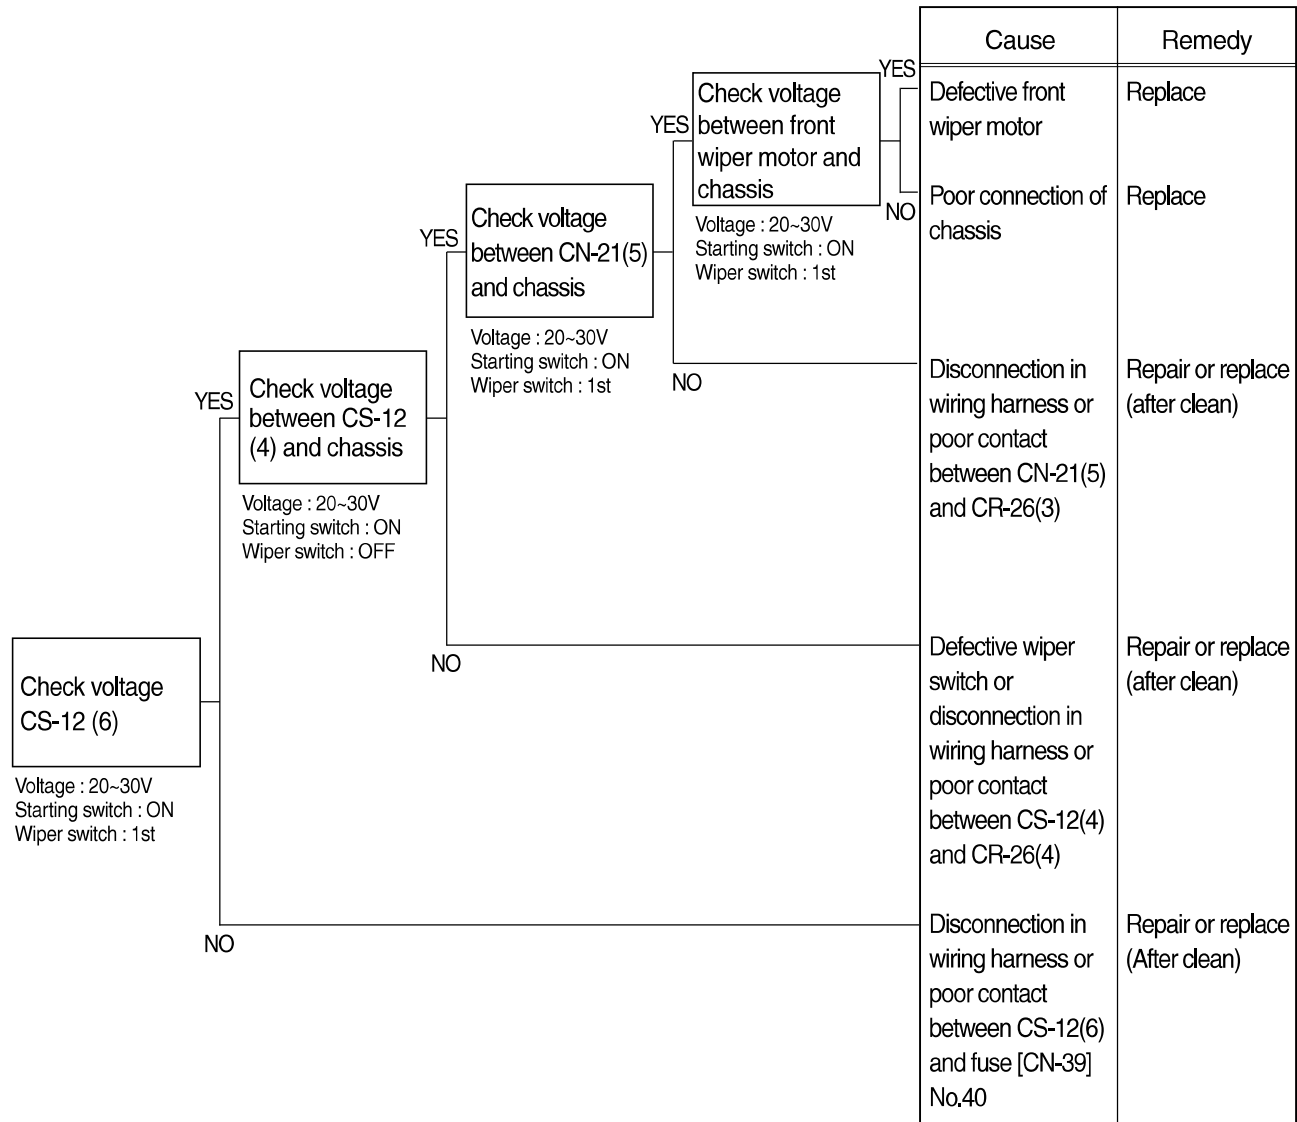 Cause
Remedy
YES
Check voltage
between front
wiper motor and
chassis
Voltage : 20~30V
Starting switch : ON
Wiper switch : 1st
Defective front
wiper motor
Replace
NO
Poor connection of
chassis
Replace
YES
Check voltage
between CN-21(5)
and chassis
Voltage : 20~30V
Starting switch : ON
Wiper switch : 1st
NO
Disconnection in
wiring harness or
poor contact
between CN-21(5)
and CR-26(3)
Repair or replace
(after clean)
YES
Check voltage
between CS-12
(4) and chassis
Voltage : 20~30V
Starting switch : ON
Wiper switch : OFF
NO
Defective wiper
switch or
disconnection in
wiring harness or
poor contact
between CS-12(4)
and CR-26(4)
Repair or replace
(after clean)
YES
Check voltage
CS-12 (6)
Voltage : 20~30V
Starting switch : ON
Wiper switch : 1st
NO
Disconnection in
wiring harness or
poor contact
between CS-12(6)
and fuse [CN-39]
No.40
Repair or replace
(After clean)